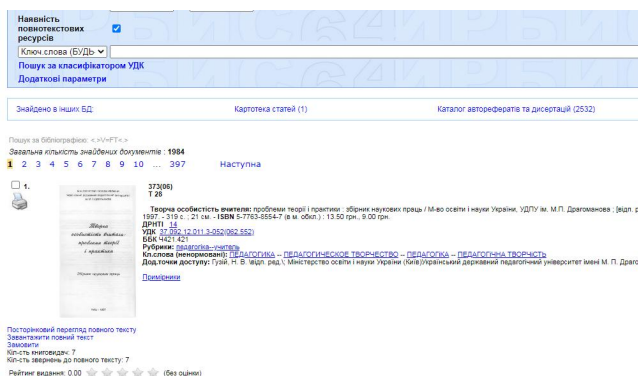 Наявність
повнотекстових
ресурсів
Ключ.слова (БУДЬ
Пошук за класифікатором УДК
Додаткові параметри
Знайдено в інших БД: Картотека статей (1) Каталог авторефератів та дисертацій (2532)
Пошук за бібліографією: <.>V=FT<.>
Загальна кількість знайдених документів : 1984
1 2 3 4 5 6 7 8 9 10 ... 397 Наступна
1. 373(06)
Т 28
Творча особистість вчителя: проблеми теорії і практики : збірник наукових праць / М-во освіти і науки України, УДПУ ім. М.П. Драгоманова ; [відп. р
1997. - 319 с. ; 21 см. - ISBN 5-7763-8554-7 (в м. обкл.) : 13.50 грн., 9.00 грн.
ДРНТІ 14
УДК 37.092.12.011.3-052(062.552)
ББК Ч421.421
Рубрики: педагогіка--учитель
Кл.слова (ненормовані): ПЕДАГОГИКА -- ПЕДАГОГИЧЕСКОЕ ТВОРЧЕСТВО -- ПЕДАГОГІКА -- ПЕДАГОГІЧНА ТВОРЧІСТЬ
Дод.точки доступу: Гузій, Н. В. \відп. ред.\; Міністерство освіти і науки України (Київ)Український державний педагогічний університет імені М. П. Драго
Примірники
Творча
особистість вчителя:
проблеми теорії
і практики
Посторінковий перегляд повного тексту
Завантажити повний текст
Замовити
Кіл-сть книговидач: 7
Кіл-сть звернень до повного тексту: 7
Рейтинг видання: 0.00 (без оцінки)